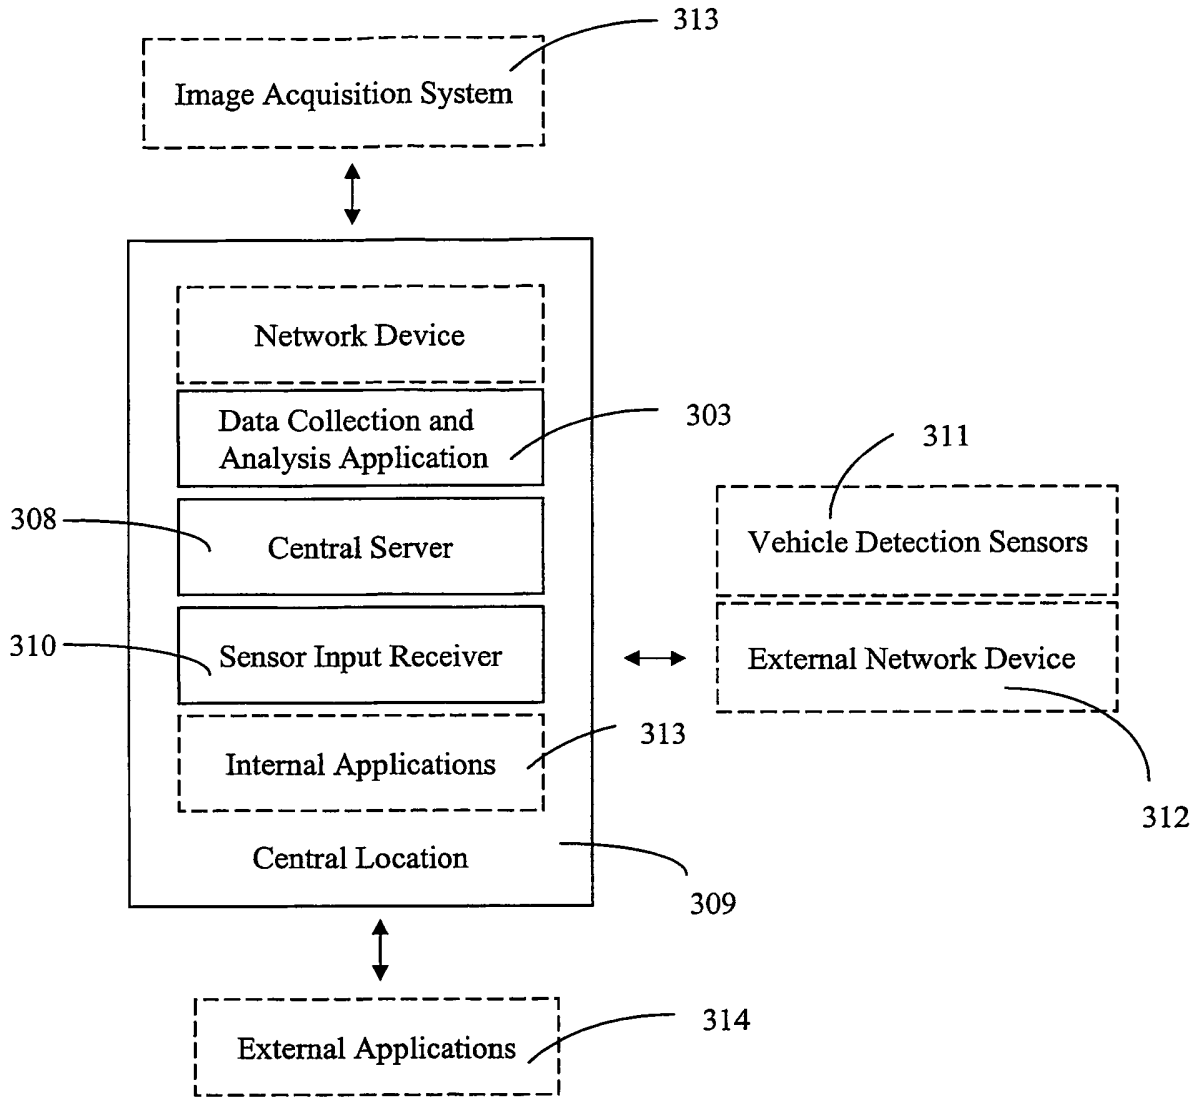 313
Image Acquisition System
Network Device
Data Collection and
Analysis Application
303
311
308
Central Server
Vehicle Detection Sensors
310
Sensor Input Receiver
External Network Device
Internal Applications
313
312
Central Location
309
External Applications
314